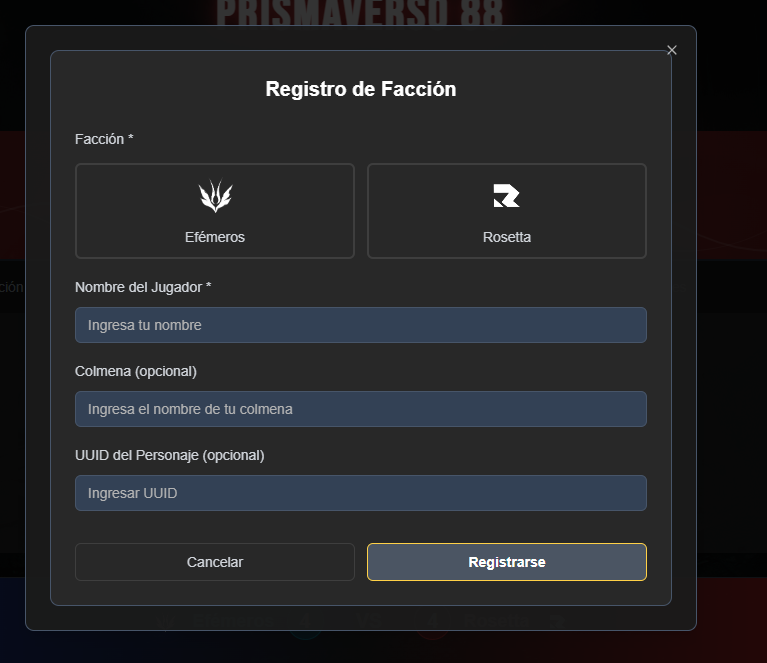 PRISMAVERSO 88
×
Registro de Facción
Facción *
Efémeros
Rosetta
Nombre del Jugador *
Ingresa tu nombre
Colmena (opcional)
Ingresa el nombre de tu colmena
UUID del Personaje (opcional)
Ingresar UUID
Cancelar
Registrarse